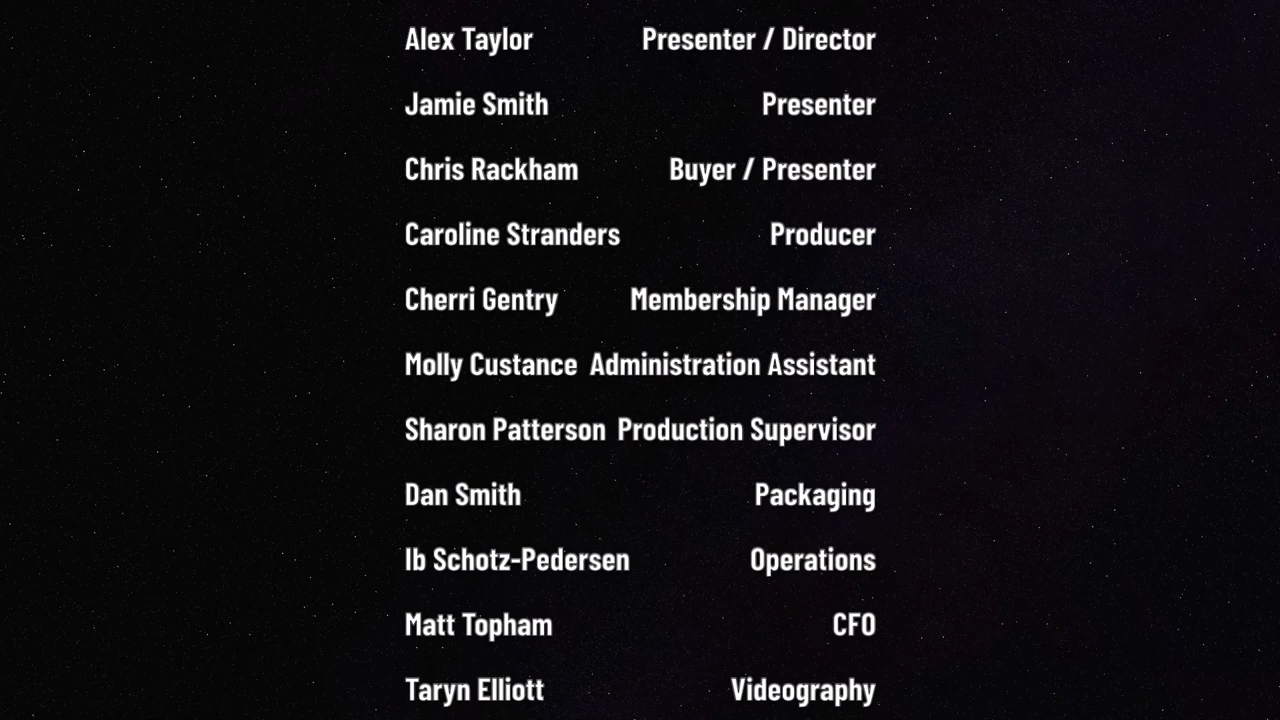 Alex Taylor Presenter / Director
Jamie Smith Presenter
Chris Rackham Buyer / Presenter
Caroline Stranders Producer
Cherri Gentry Membership Manager
Molly Custance Administration Assistant
Sharon Patterson Production Supervisor
Dan Smith Packaging
Ib Schotz-Pedersen Operations
Matt Topham CFO
Taryn Elliott Videography